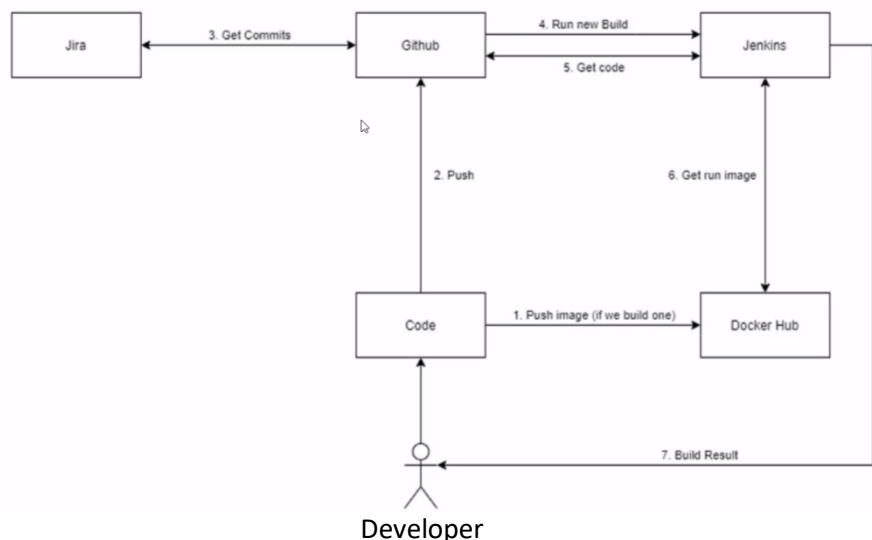 3. Get Commits
4. Run new Build
Jira
Github
Jenkins
5. Get code
2. Push
6. Get run image
1. Push image (if we build one)
Code
Docker Hub
7. Build Result
Developer